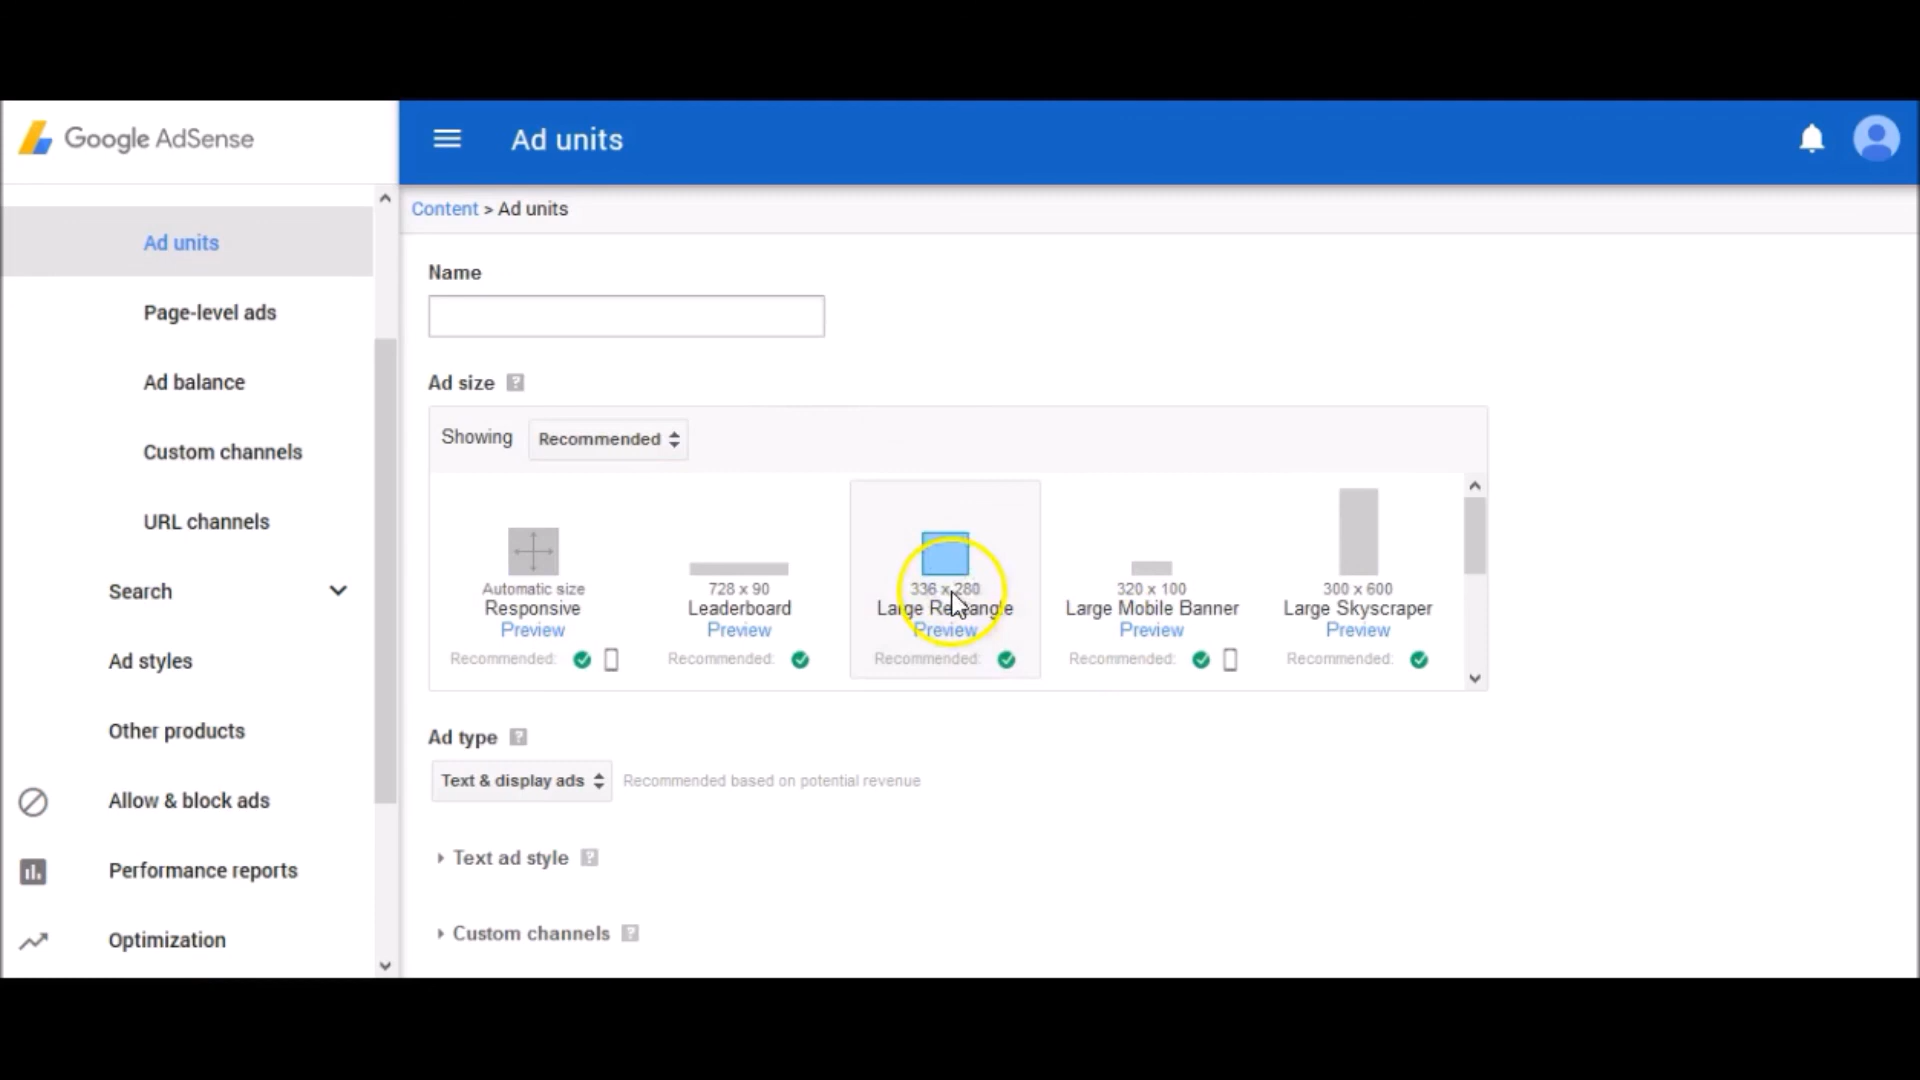 Google AdSense
Ad units
Content > Ad units
Ad units
Page-level ads
Ad balance
Custom channels
URL channels
Search
Ad styles
Other products
Allow & block ads
Performance reports
Optimization
Name
Ad size ?
Showing Recommended
Automatic size
Responsive
Preview
Recommended:
728 x 90
Leaderboard
Preview
Recommended:
336 x 280
Large Rectangle
Preview
Recommended:
320 x 100
Large Mobile Banner
Preview
Recommended:
300 x 600
Large Skyscraper
Preview
Recommended:
Ad type ?
Text & display ads Recommended based on potential revenue
Text ad style ?
Custom channels ?